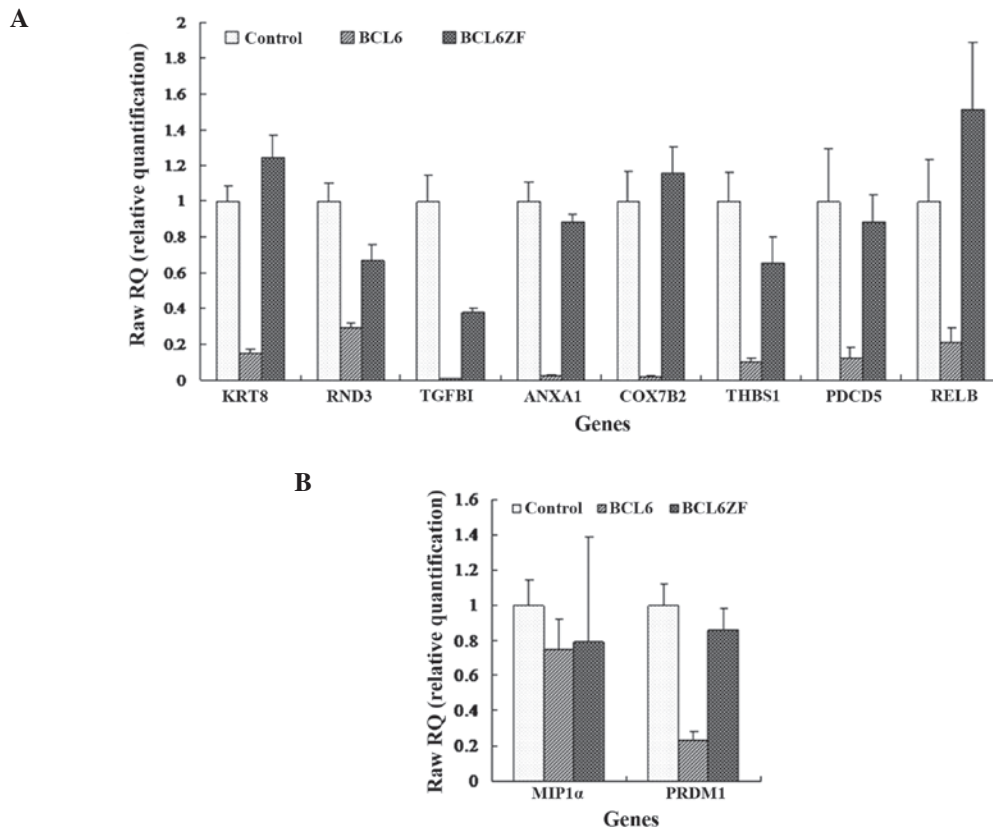 A
Raw RQ (relative quantification)
2
1.8
1.6
1.4
1.2
1
0.8
0.6
0.4
0.2
0
Control BCL6 BCL6ZF
KRT8 RND3 TGFBI ANXA1 COX7B2 THBS1 PDCD5 RELB
Genes
B
Raw RQ (relative quantification)
1.6
1.4
1.2
1
0.8
0.6
0.4
0.2
0
Control BCL6 BCL6ZF
MIP1α PRDM1
Genes